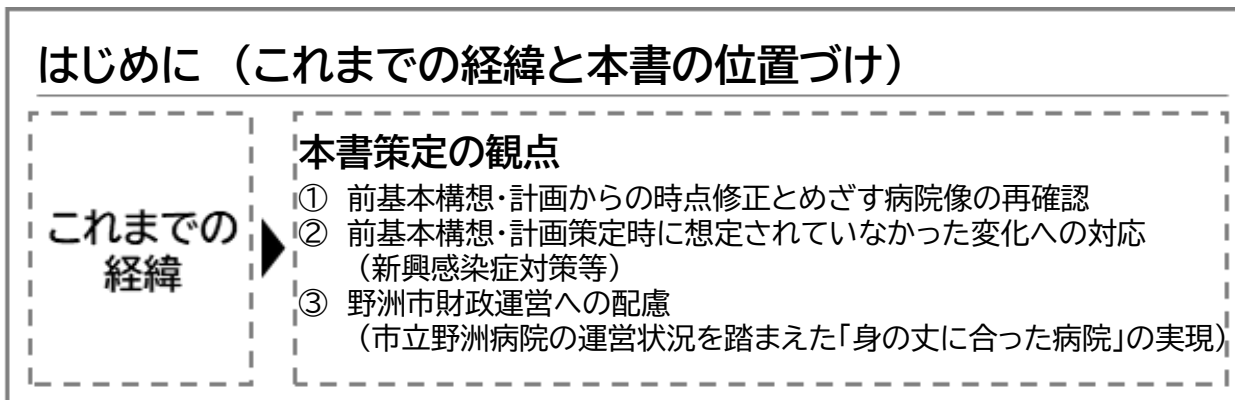 はじめに （これまでの経緯と本書の位置づけ）
これまでの
経緯
本書策定の観点
① 前基本構想・計画からの時点修正とめざす病院像の再確認
② 前基本構想・計画策定時に想定されていなかった変化への対応
（新興感染症対策等）
③ 野洲市財政運営への配慮
（市立野洲病院の運営状況を踏まえた「身の丈に合った病院」の実現）